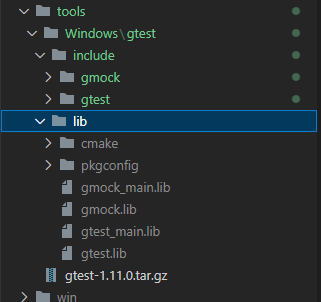 tools
Windows\gtest
include
gmock
gtest
lib
cmake
pkgconfig
gmock_main.lib
gmock.lib
gtest_main.lib
gtest.lib
gtest-1.11.0.tar.gz
win